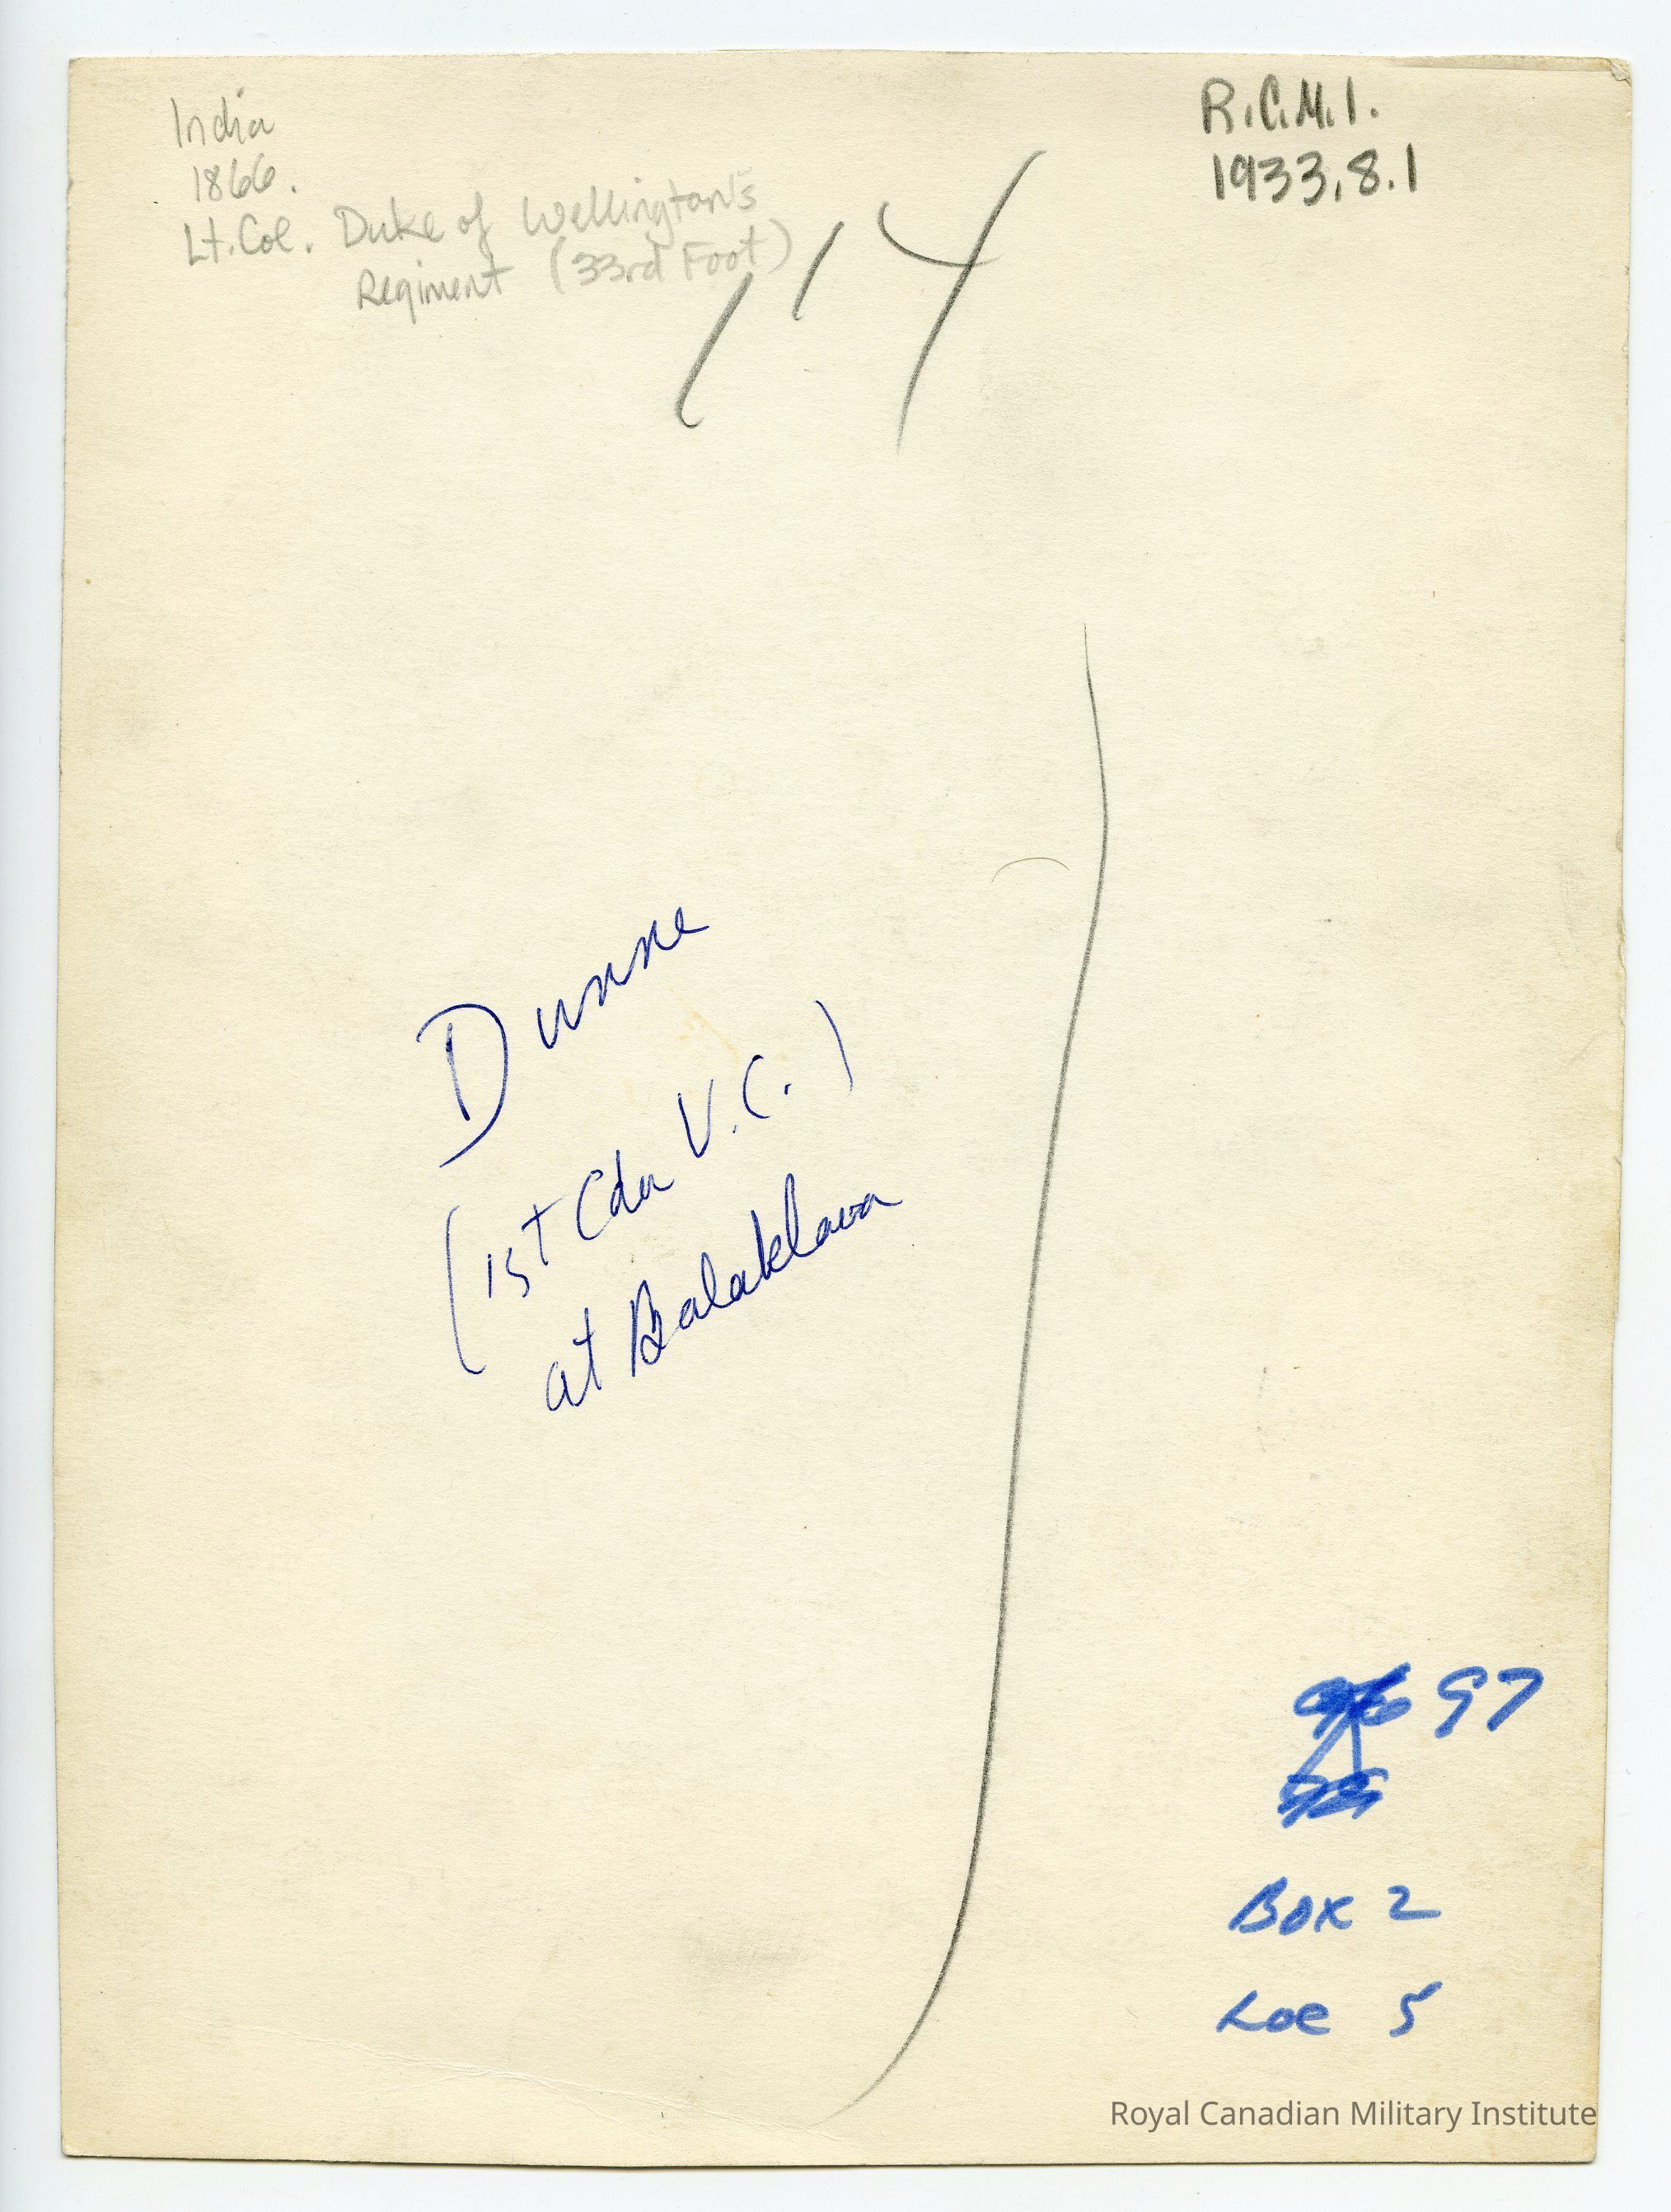 India
1866.
Lt. Col. Duke of Wellington's
Regiment (33rd Foot)
R.C.M.I.
1933.8.1
Dunne
(1st Cdn V.C.)
at Balaklava
97
Box 2
Loc 5
Royal Canadian Military Institute